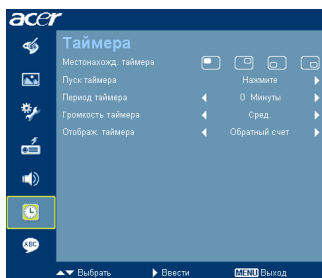 acer
Таймера
Местонахожд. таймера
Пуск таймера Нажмите
Период таймера 0 Минуты
Громкость таймера Сред.
Отображ. таймера Обратный счет
ABC
Выбрать Ввести MENU Выход